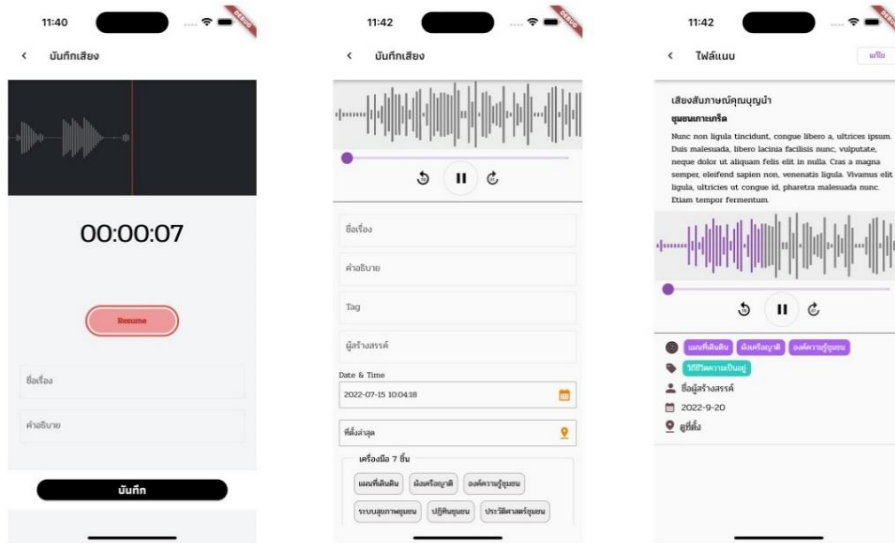 11:40
DEBUG
บันทึกเสียง
00:00:07
Resume
ชื่อเรื่อง
คำอธิบาย
บันทึก
11:42
DEBUG
บันทึกเสียง
ชื่อเรื่อง
คำอธิบาย
Tag
ผู้สร้างสรรค์
Date & Time
2022-07-15 10:04:18
ที่ตั้งล่าสุด
เครื่องมือ 7 ชิ้น
แผนที่เดินดิน ผังเครือญาติ องค์ความรู้ชุมชน
ระบบสุขภาพชุมชน ปฏิทินชุมชน ประวัติศาสตร์ชุมชน
11:42
ไฟล์แนบ
แก้ไข
เสียงสัมภาษณ์คุณบุญนำ
ชุมชนเกาะเกร็ด
Nunc non ligula tincidunt, congue libero a, ultrices ipsum.
Duis malesuada, libero lacinia facilisis nunc, vulputate,
neque dolor ut aliquam felis elit in nulla. Cras a magna
semper, eleifend sapien non, venenatis ligula. Vivamus elit
ligula, ultricies ut congue id, pharetra malesuada nunc.
Etiam tempor fermentum.
แผนที่เดินดิน ผังเครือญาติ องค์ความรู้ชุมชน
วิถีชีวิตความเป็นอยู่
ชื่อผู้สร้างสรรค์
2022-9-20
ดูที่ตั้ง